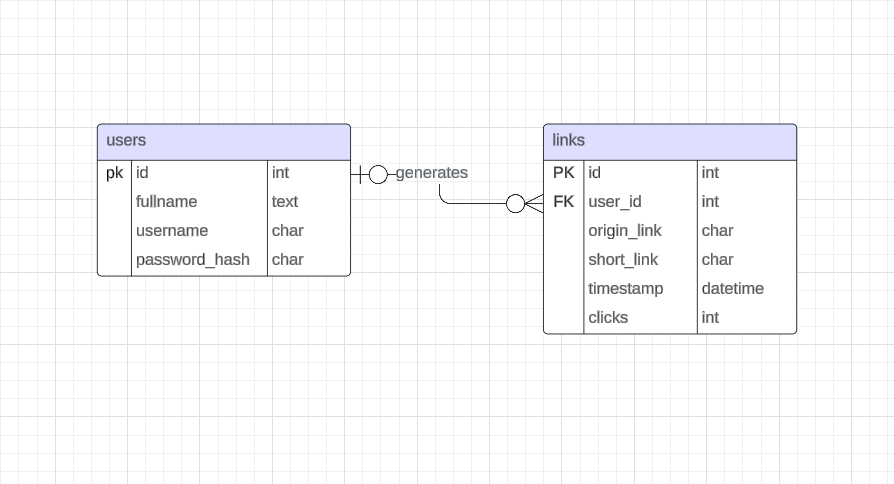 users
pk id int
fullname text
username char
password_hash char
generates
links
PK id int
FK user_id int
origin_link char
short_link char
timestamp datetime
clicks int